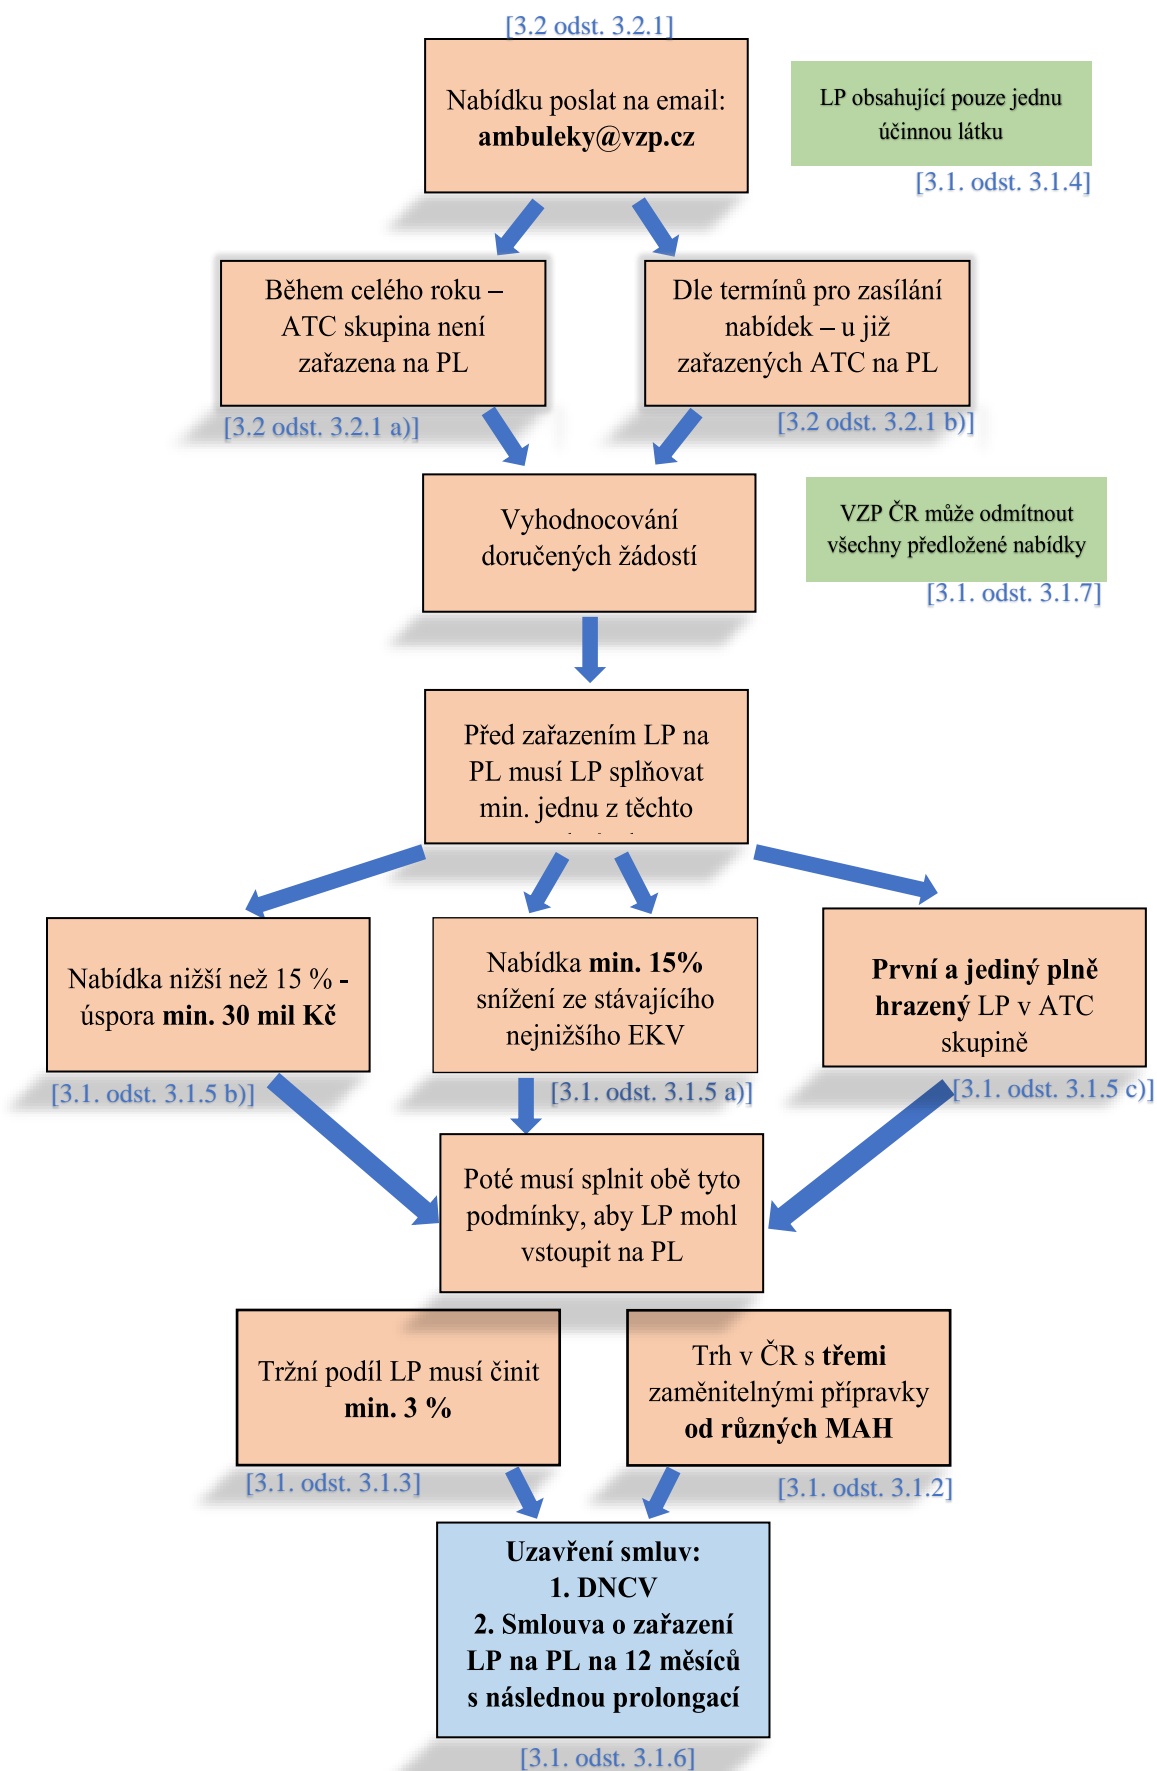 [3.2 odst. 3.2.1]
Nabídku poslat na email:
ambuleky@vzp.cz
LP obsahující pouze jednu
účinnou látku
[3.1. odst. 3.1.4]
Během celého roku –
ATC skupina není
zařazena na PL
[3.2 odst. 3.2.1 a)]
Dle termínů pro zasílání
nabídek – u již
zařazených ATC na PL
[3.2 odst. 3.2.1 b)]
Vyhodnocování
doručených žádostí
VZP ČR může odmítnout
všechny předložené nabídky
[3.1. odst. 3.1.7]
Před zařazením LP na
PL musí LP splňovat
min. jednu z těchto
Nabídka nižší než 15 % -
úspora min. 30 mil Kč
[3.1. odst. 3.1.5 b)]
Nabídka min. 15%
snížení ze stávajícího
nejnižšího EKV
[3.1. odst. 3.1.5 a)]
První a jediný plně
hrazený LP v ATC
skupině
[3.1. odst. 3.1.5 c)]
Poté musí splnit obě tyto
podmínky, aby LP mohl
vstoupit na PL
Tržní podíl LP musí činit
min. 3 %
[3.1. odst. 3.1.3]
Trh v ČR s třemi
zaměnitelnými přípravky
od různých MAH
[3.1. odst. 3.1.2]
Uzavření smluv:
1. DNCV
2. Smlouva o zařazení
LP na PL na 12 měsíců
s následnou prolongací
[3.1. odst. 3.1.6]